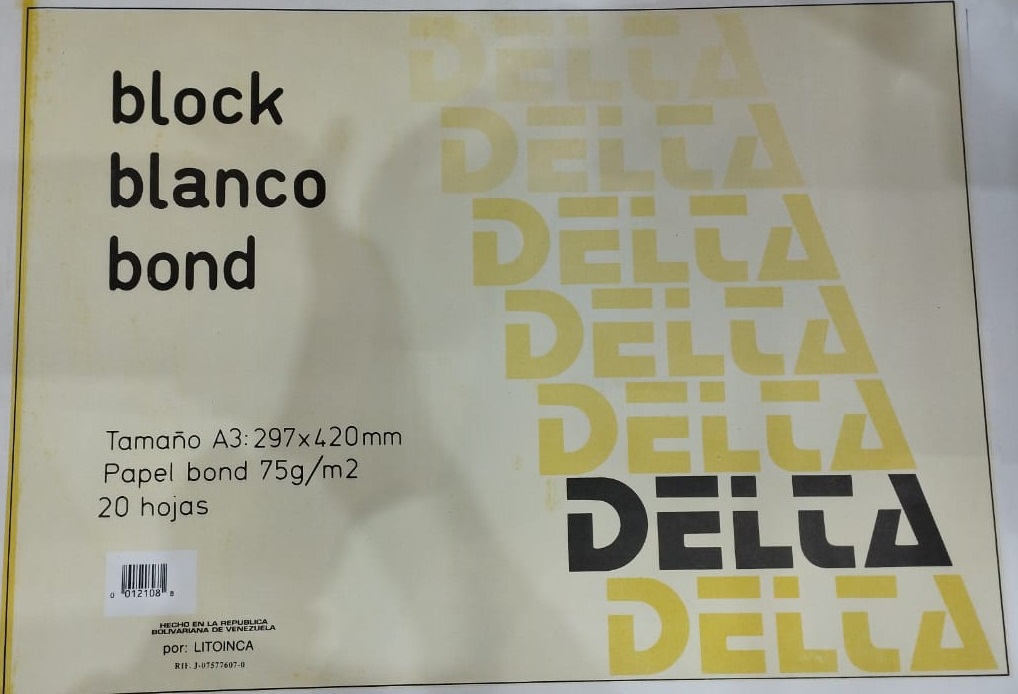 block
blanco
bond
DELTA
DELTA
DELTA
DELTA
DELTA
DELTA
DELTA
Tamaño A3: 297x420mm
Papel bond 75g/m2
20 hojas
0 012108 8
HECHO EN LA REPUBLICA
BOLIVARIANA DE VENEZUELA
por: LITOINCA
RIF. J-07577607-0